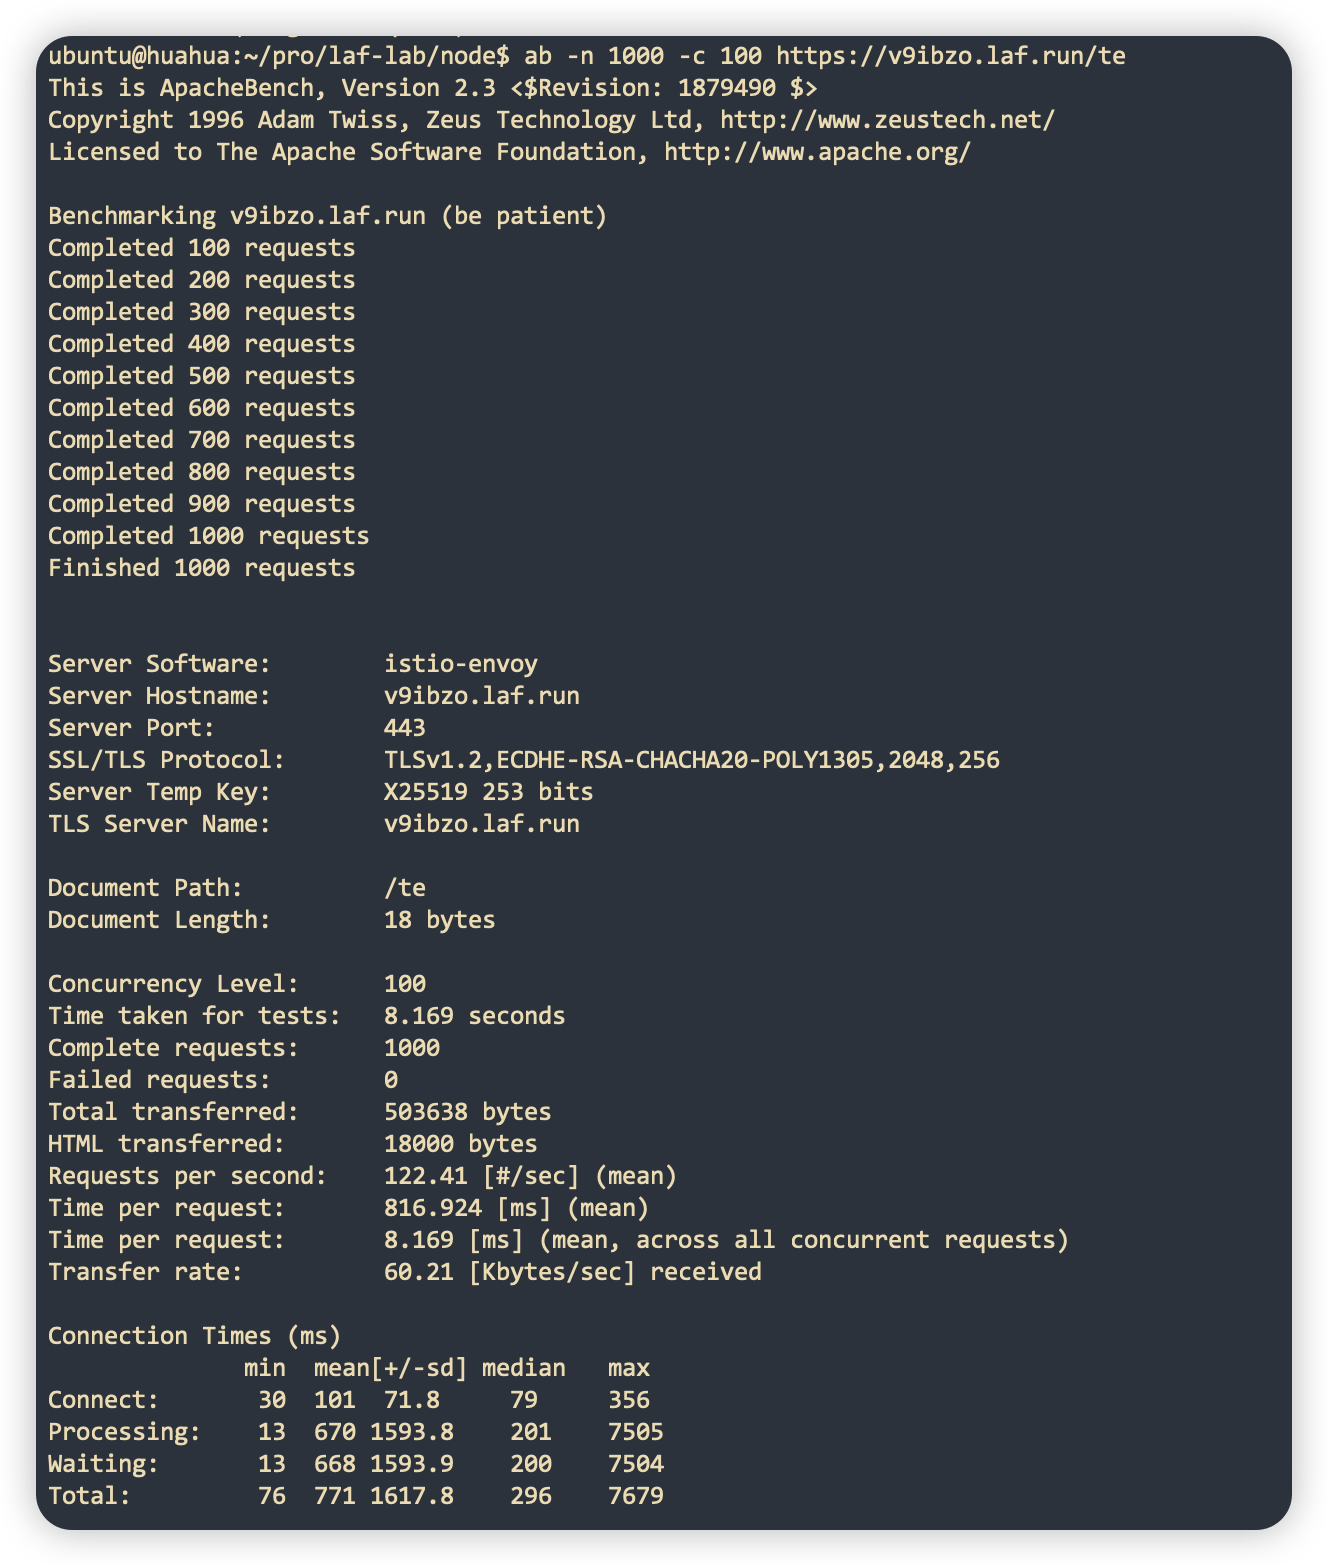 ubuntu@huahua:~/pro/laf-lab/node$ ab -n 1000 -c 100 https://v9ibzo.laf.run/te
This is ApacheBench, Version 2.3 <$Revision: 1879490 $>
Copyright 1996 Adam Twiss, Zeus Technology Ltd, http://www.zeustech.net/
Licensed to The Apache Software Foundation, http://www.apache.org/

Benchmarking v9ibzo.laf.run (be patient)
Completed 100 requests
Completed 200 requests
Completed 300 requests
Completed 400 requests
Completed 500 requests
Completed 600 requests
Completed 700 requests
Completed 800 requests
Completed 900 requests
Completed 1000 requests
Finished 1000 requests

Server Software:        istio-envoy
Server Hostname:        v9ibzo.laf.run
Server Port:            443
SSL/TLS Protocol:       TLSv1.2,ECDHE-RSA-CHACHA20-POLY1305,2048,256
Server Temp Key:        X25519 253 bits
TLS Server Name:        v9ibzo.laf.run

Document Path:          /te
Document Length:        18 bytes

Concurrency Level:      100
Time taken for tests:   8.169 seconds
Complete requests:      1000
Failed requests:        0
Total transferred:      503638 bytes
HTML transferred:       18000 bytes
Requests per second:    122.41 [#/sec] (mean)
Time per request:       816.924 [ms] (mean)
Time per request:       8.169 [ms] (mean, across all concurrent requests)
Transfer rate:          60.21 [Kbytes/sec] received

Connection Times (ms)
              min  mean[+/-sd] median   max
Connect:       30  101  71.8     79     356
Processing:    13  670 1593.8    201    7505
Waiting:       13  668 1593.9    200    7504
Total:         76  771 1617.8    296    7679